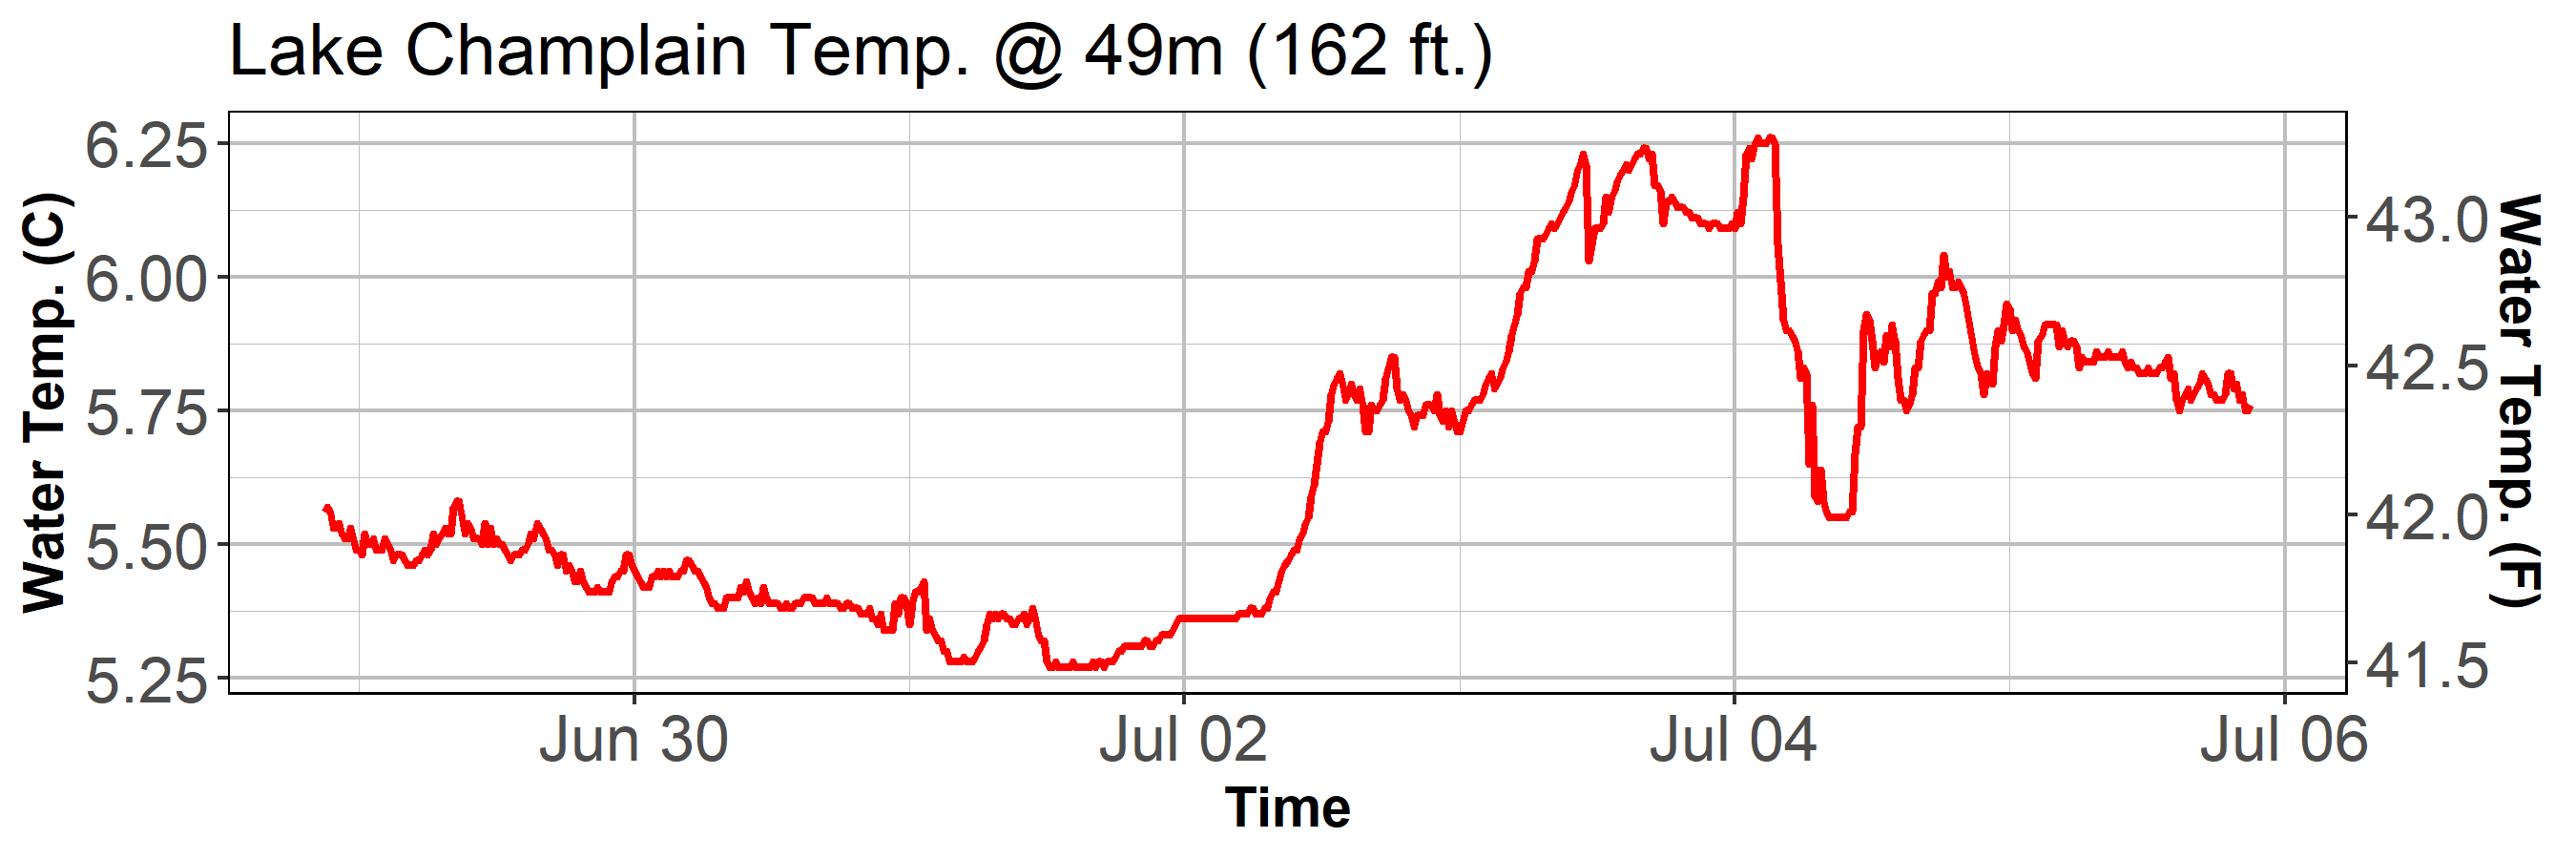 Lake Champlain Temp. @ 49m (162 ft.)
Water Temp. (C)
6.25
6.00
5.75
5.50
5.25
43.0
42.5
42.0
41.5
Water Temp. (F)
Jun 30
Jul 02
Jul 04
Jul 06
Time